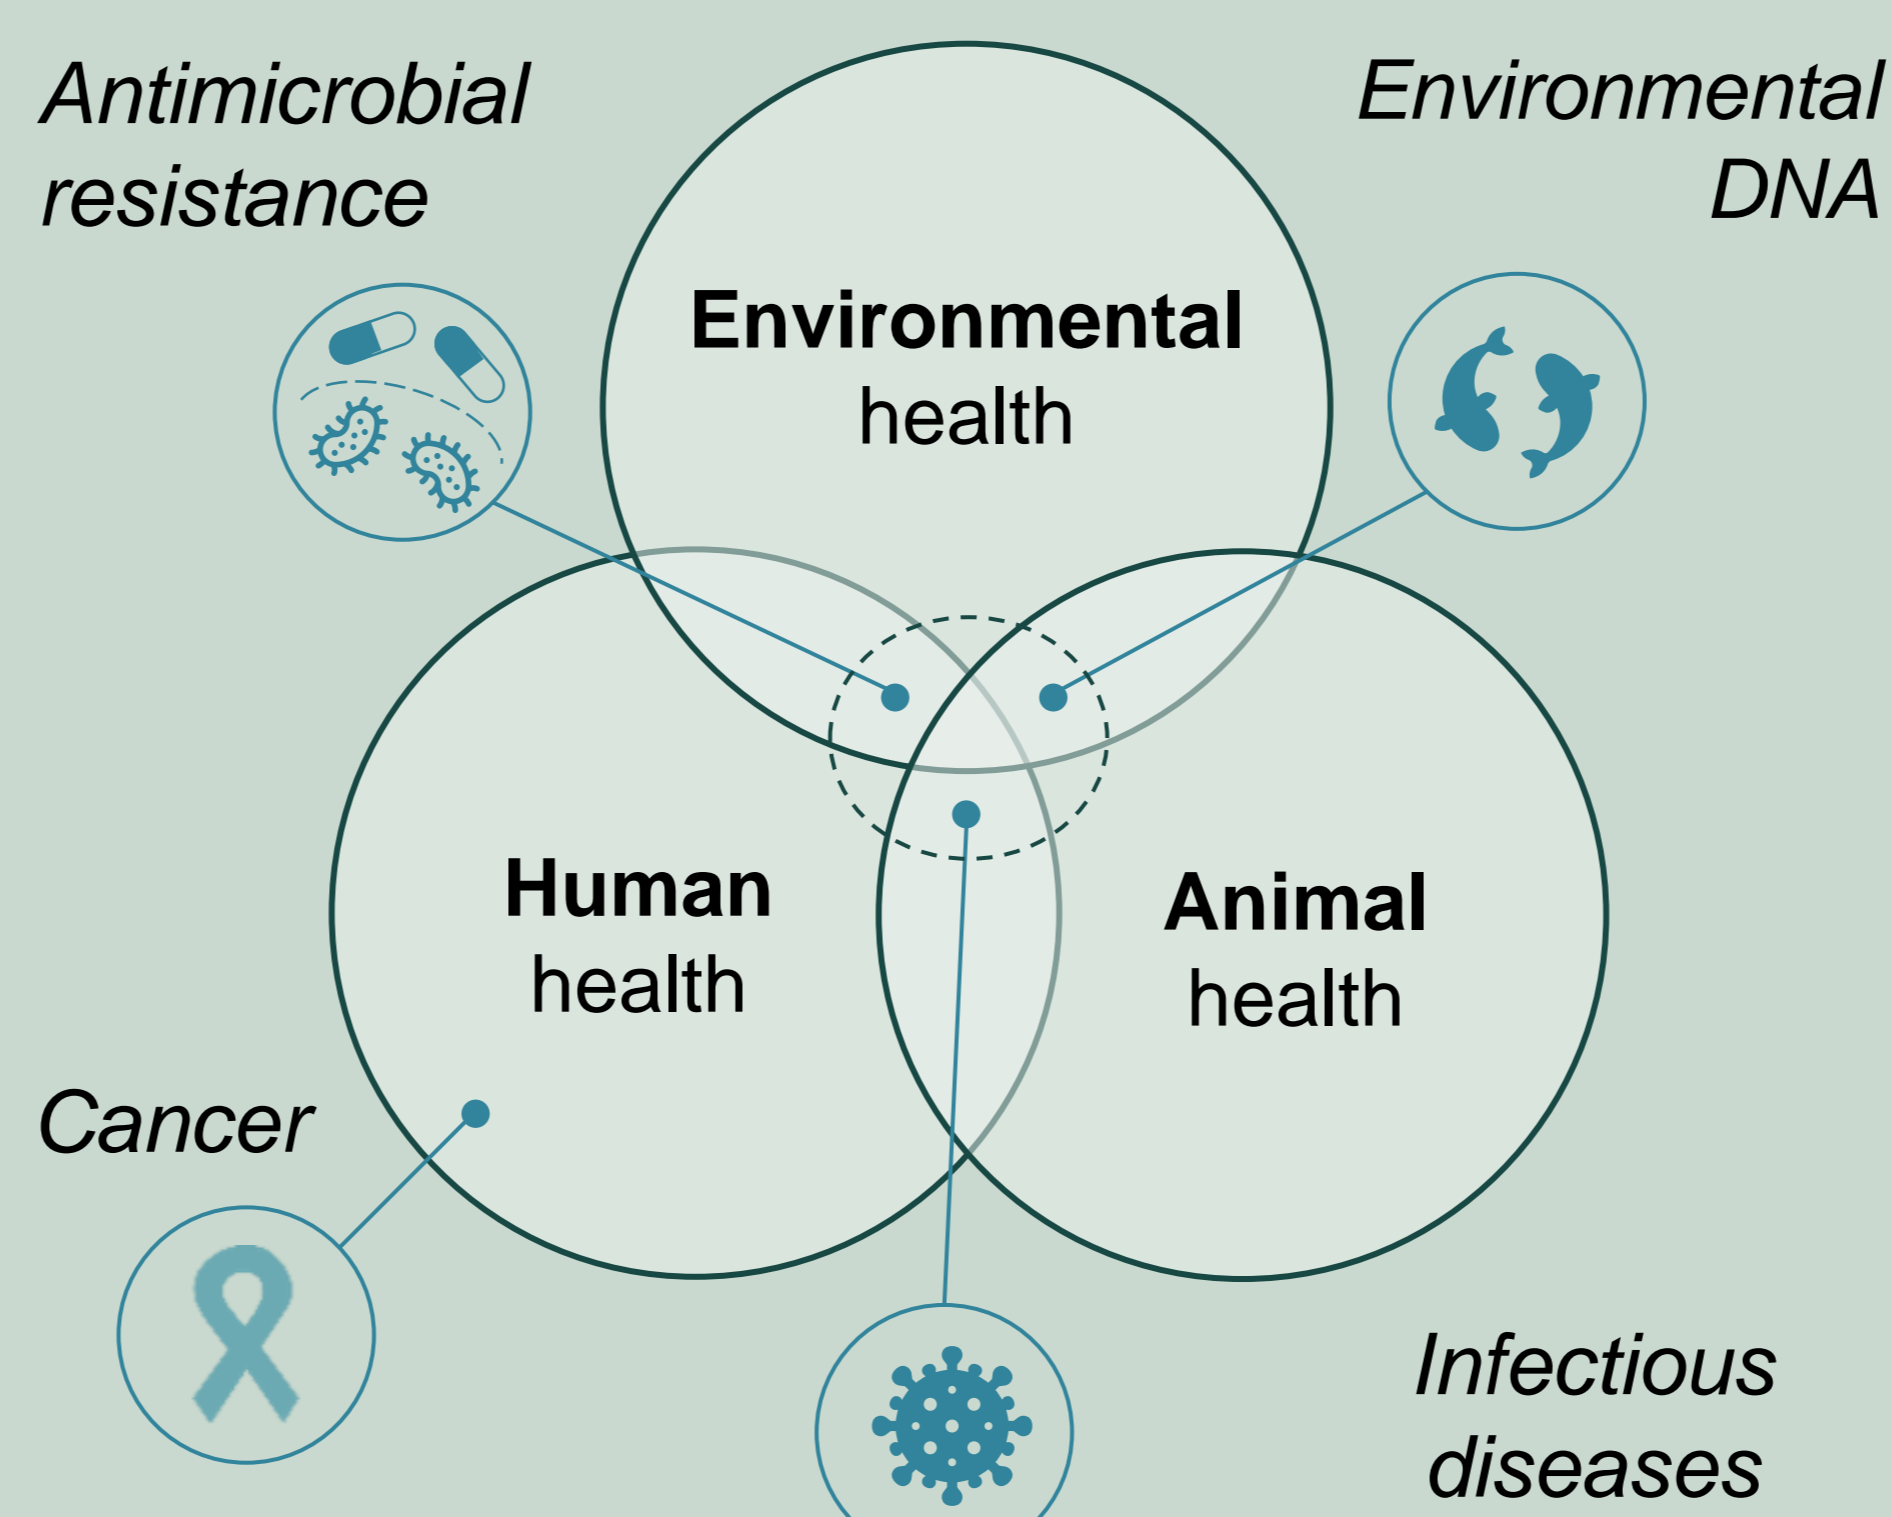 Antimicrobial
resistance
Environmental
DNA
Environmental
health
Human
health
Animal
health
Cancer
Infectious
diseases